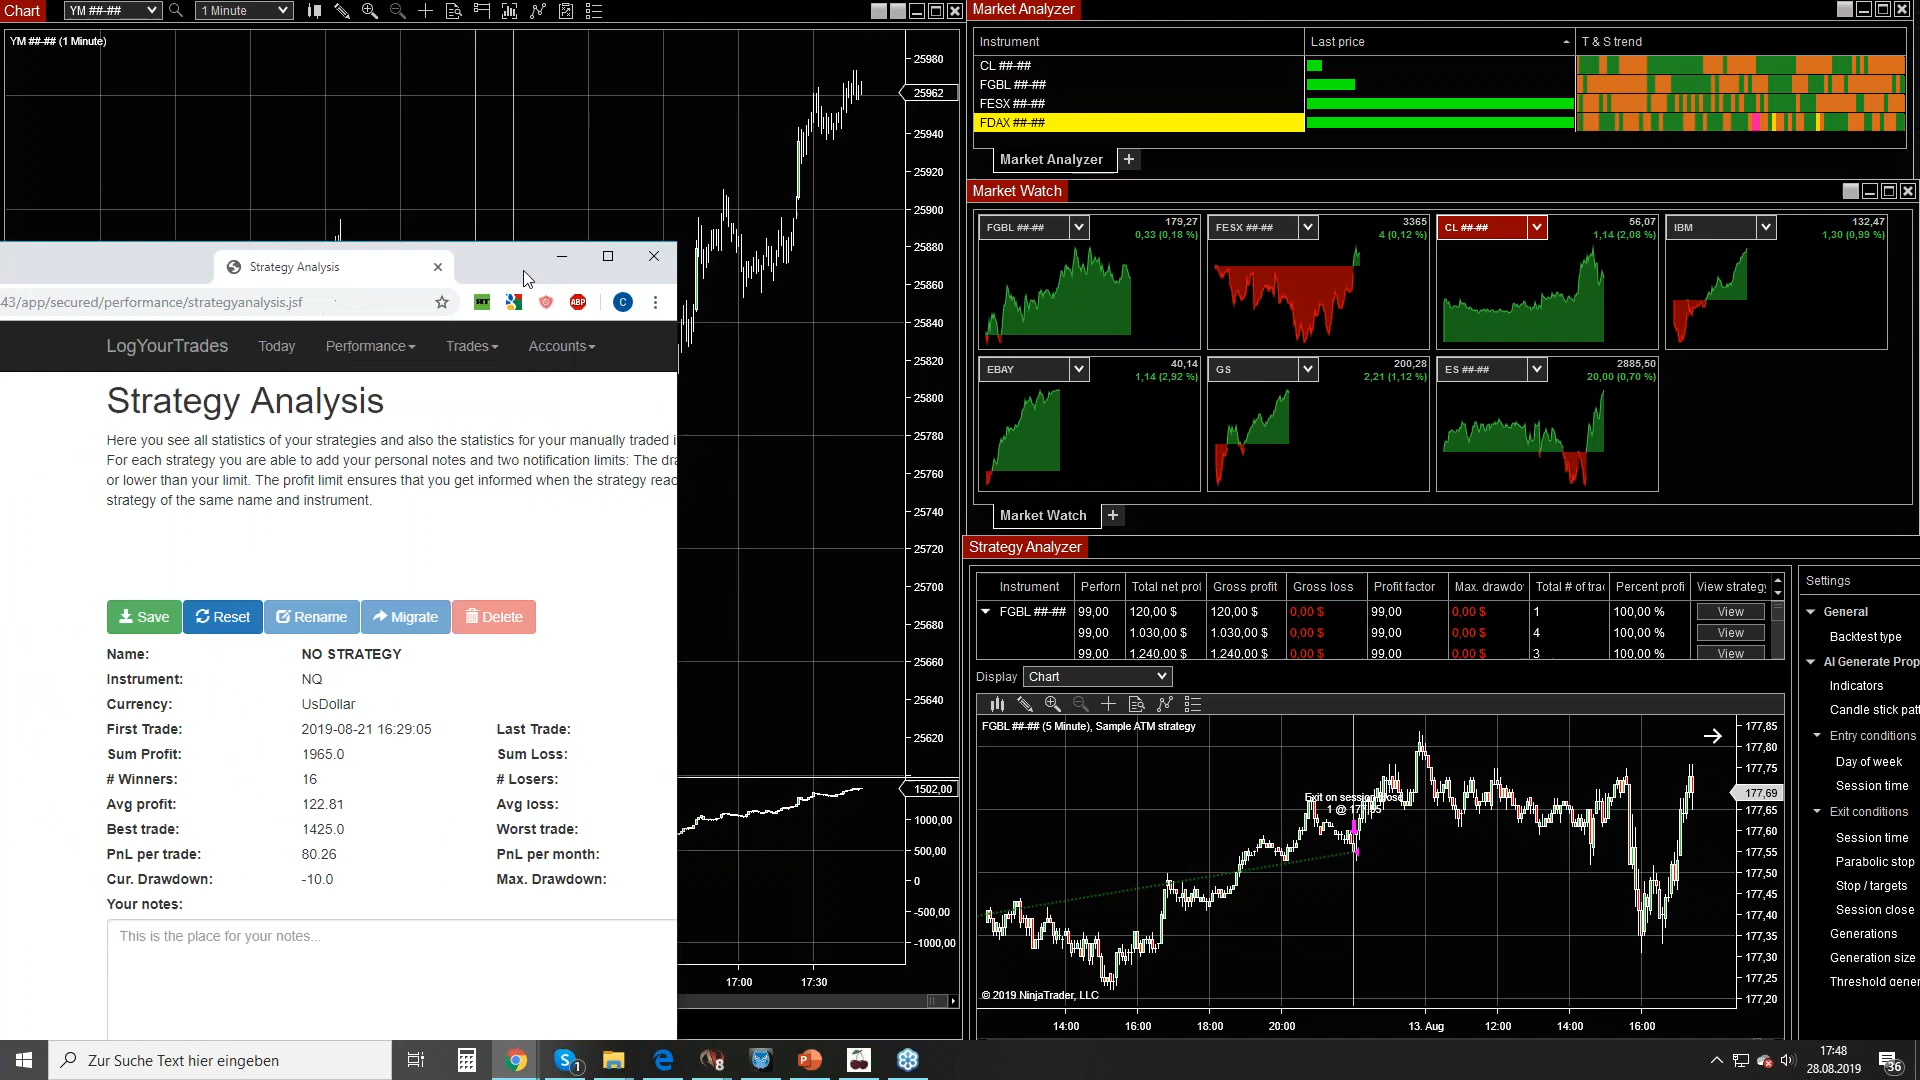 Chart
YM ##-##
1 Minute
YM ##-## (1 Minute)
25980
25962
25940
25920
25900
25880
25860
25840
25820
25800
25780
25760
25740
25720
25700
25680
25660
25640
25620
1502,00
1000,00
500,00
0
-500,00
-1000,00
17:00
17:30
Strategy Analysis
43/app/secured/performance/strategyanalysis.jsf
RT
ABP
C
LogYourTrades
Today
Performance
Trades
Accounts
Strategy Analysis
Here you see all statistics of your strategies and also the statistics for your manually traded i
For each strategy you are able to add your personal notes and two notification limits: The dra
or lower than your limit. The profit limit ensures that you get informed when the strategy reac
strategy of the same name and instrument.
Save
Reset
Rename
Migrate
Delete
Name: NO STRATEGY
Instrument: NQ
Currency: UsDollar
First Trade: 2019-08-21 16:29:05 Last Trade:
Sum Profit: 1965.0 Sum Loss:
# Winners: 16 # Losers:
Avg profit: 122.81 Avg loss:
Best trade: 1425.0 Worst trade:
PnL per trade: 80.26 PnL per month:
Cur. Drawdown: -10.0 Max. Drawdown:
Your notes:
This is the place for your notes...
Market Analyzer
Instrument Last price T & S trend
CL ##-##
FGBL ##-##
FESX ##-##
FDAX ##-##
Market Analyzer +
Market Watch
FGBL ##-## 179,27
0,33 (0,18 %)
FESX ##-## 3365
4 (0,12 %)
CL ##-## 56,07
1,14 (2,08 %)
IBM 132,47
1,30 (0,99 %)
EBAY 40,14
1,14 (2,92 %)
GS 200,28
2,21 (1,12 %)
ES ##-## 2885,50
20,00 (0,70 %)
Market Watch +
Strategy Analyzer
Instrument Perforn Total net prof Gross profit Gross loss Profit factor Max. drawdo Total # of trac Percent profi View strategy
FGBL ##-## 99,00 120,00 $ 120,00 $ 0,00 $ 99,00 0,00 $ 1 100,00 % View
99,00 1.030,00 $ 1.030,00 $ 0,00 $ 99,00 0,00 $ 4 100,00 % View
99,00 1.240,00 $ 1.240,00 $ 0,00 $ 99,00 0,00 $ 3 100,00 % View
Display Chart
FGBL ##-## (5 Minute), Sample ATM strategy
Exit on session close
177,85
177,80
177,75
177,69
177,65
177,60
177,55
177,50
177,45
177,40
177,35
177,30
177,25
177,20
© 2019 NinjaTrader, LLC
14:00
16:00
18:00
20:00
13. Aug
12:00
14:00
16:00
Settings
General
Backtest type
AI Generate Prop
Indicators
Candle stick patt
Entry conditions
Day of week
Session time
Exit conditions
Session time
Parabolic stop
Stop / targets
Session close
Generations
Generation size
Threshold gener
Zur Suche Text hier eingeben
1
8
17:48
28.08.2019
36